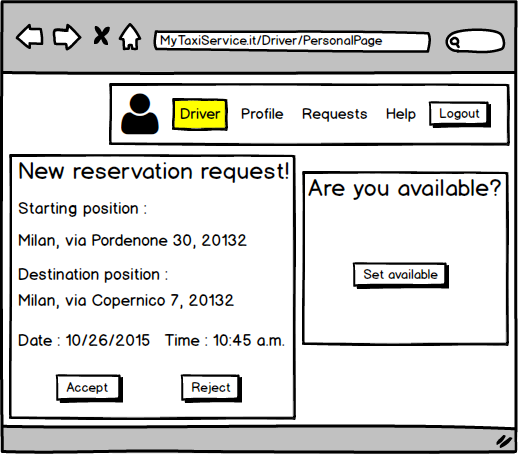 MyTaxiService.it/Driver/PersonalPage
Driver Profile Requests Help Logout
New reservation request!
Starting position :
Milan, via Pordenone 30, 20132
Destination position :
Milan, via Copernico 7, 20132
Date : 10/26/2015 Time : 10:45 a.m.
Accept Reject
Are you available?
Set available